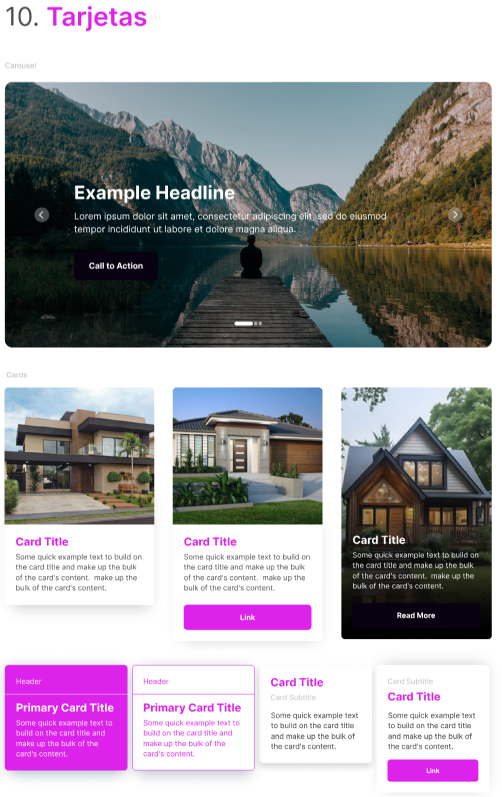 10. Tarjetas
Carousel
Example Headline
Lorem ipsum dolor sit amet, consectetur adipiscing elit, sed do eiusmod
tempor incididunt ut labore et dolore magna aliqua.
Call to Action
Cards
Card Title
Some quick example text to build on
the card title and make up the bulk
of the card's content. make up the
bulk of the card's content.
Card Title
Some quick example text to build on
the card title and make up the bulk
of the card's content. make up the
bulk of the card's content.
Link
Card Title
Some quick example text to build on
the card title and make up the bulk
of the card's content. make up the
bulk of the card's content.
Read More
Header
Primary Card Title
Some quick example text to
build on the card title and
make up the bulk of the
card's content.
Header
Primary Card Title
Some quick example text to
build on the card title and
make up the bulk of the
card's content.
Card Title
Card Subtitle
Some quick example text to
build on the card title and
make up the bulk of
the card's content.
Card Subtitle
Card Title
Some quick example text to
build on the card title and
make up the bulk of the
card's content.
Link